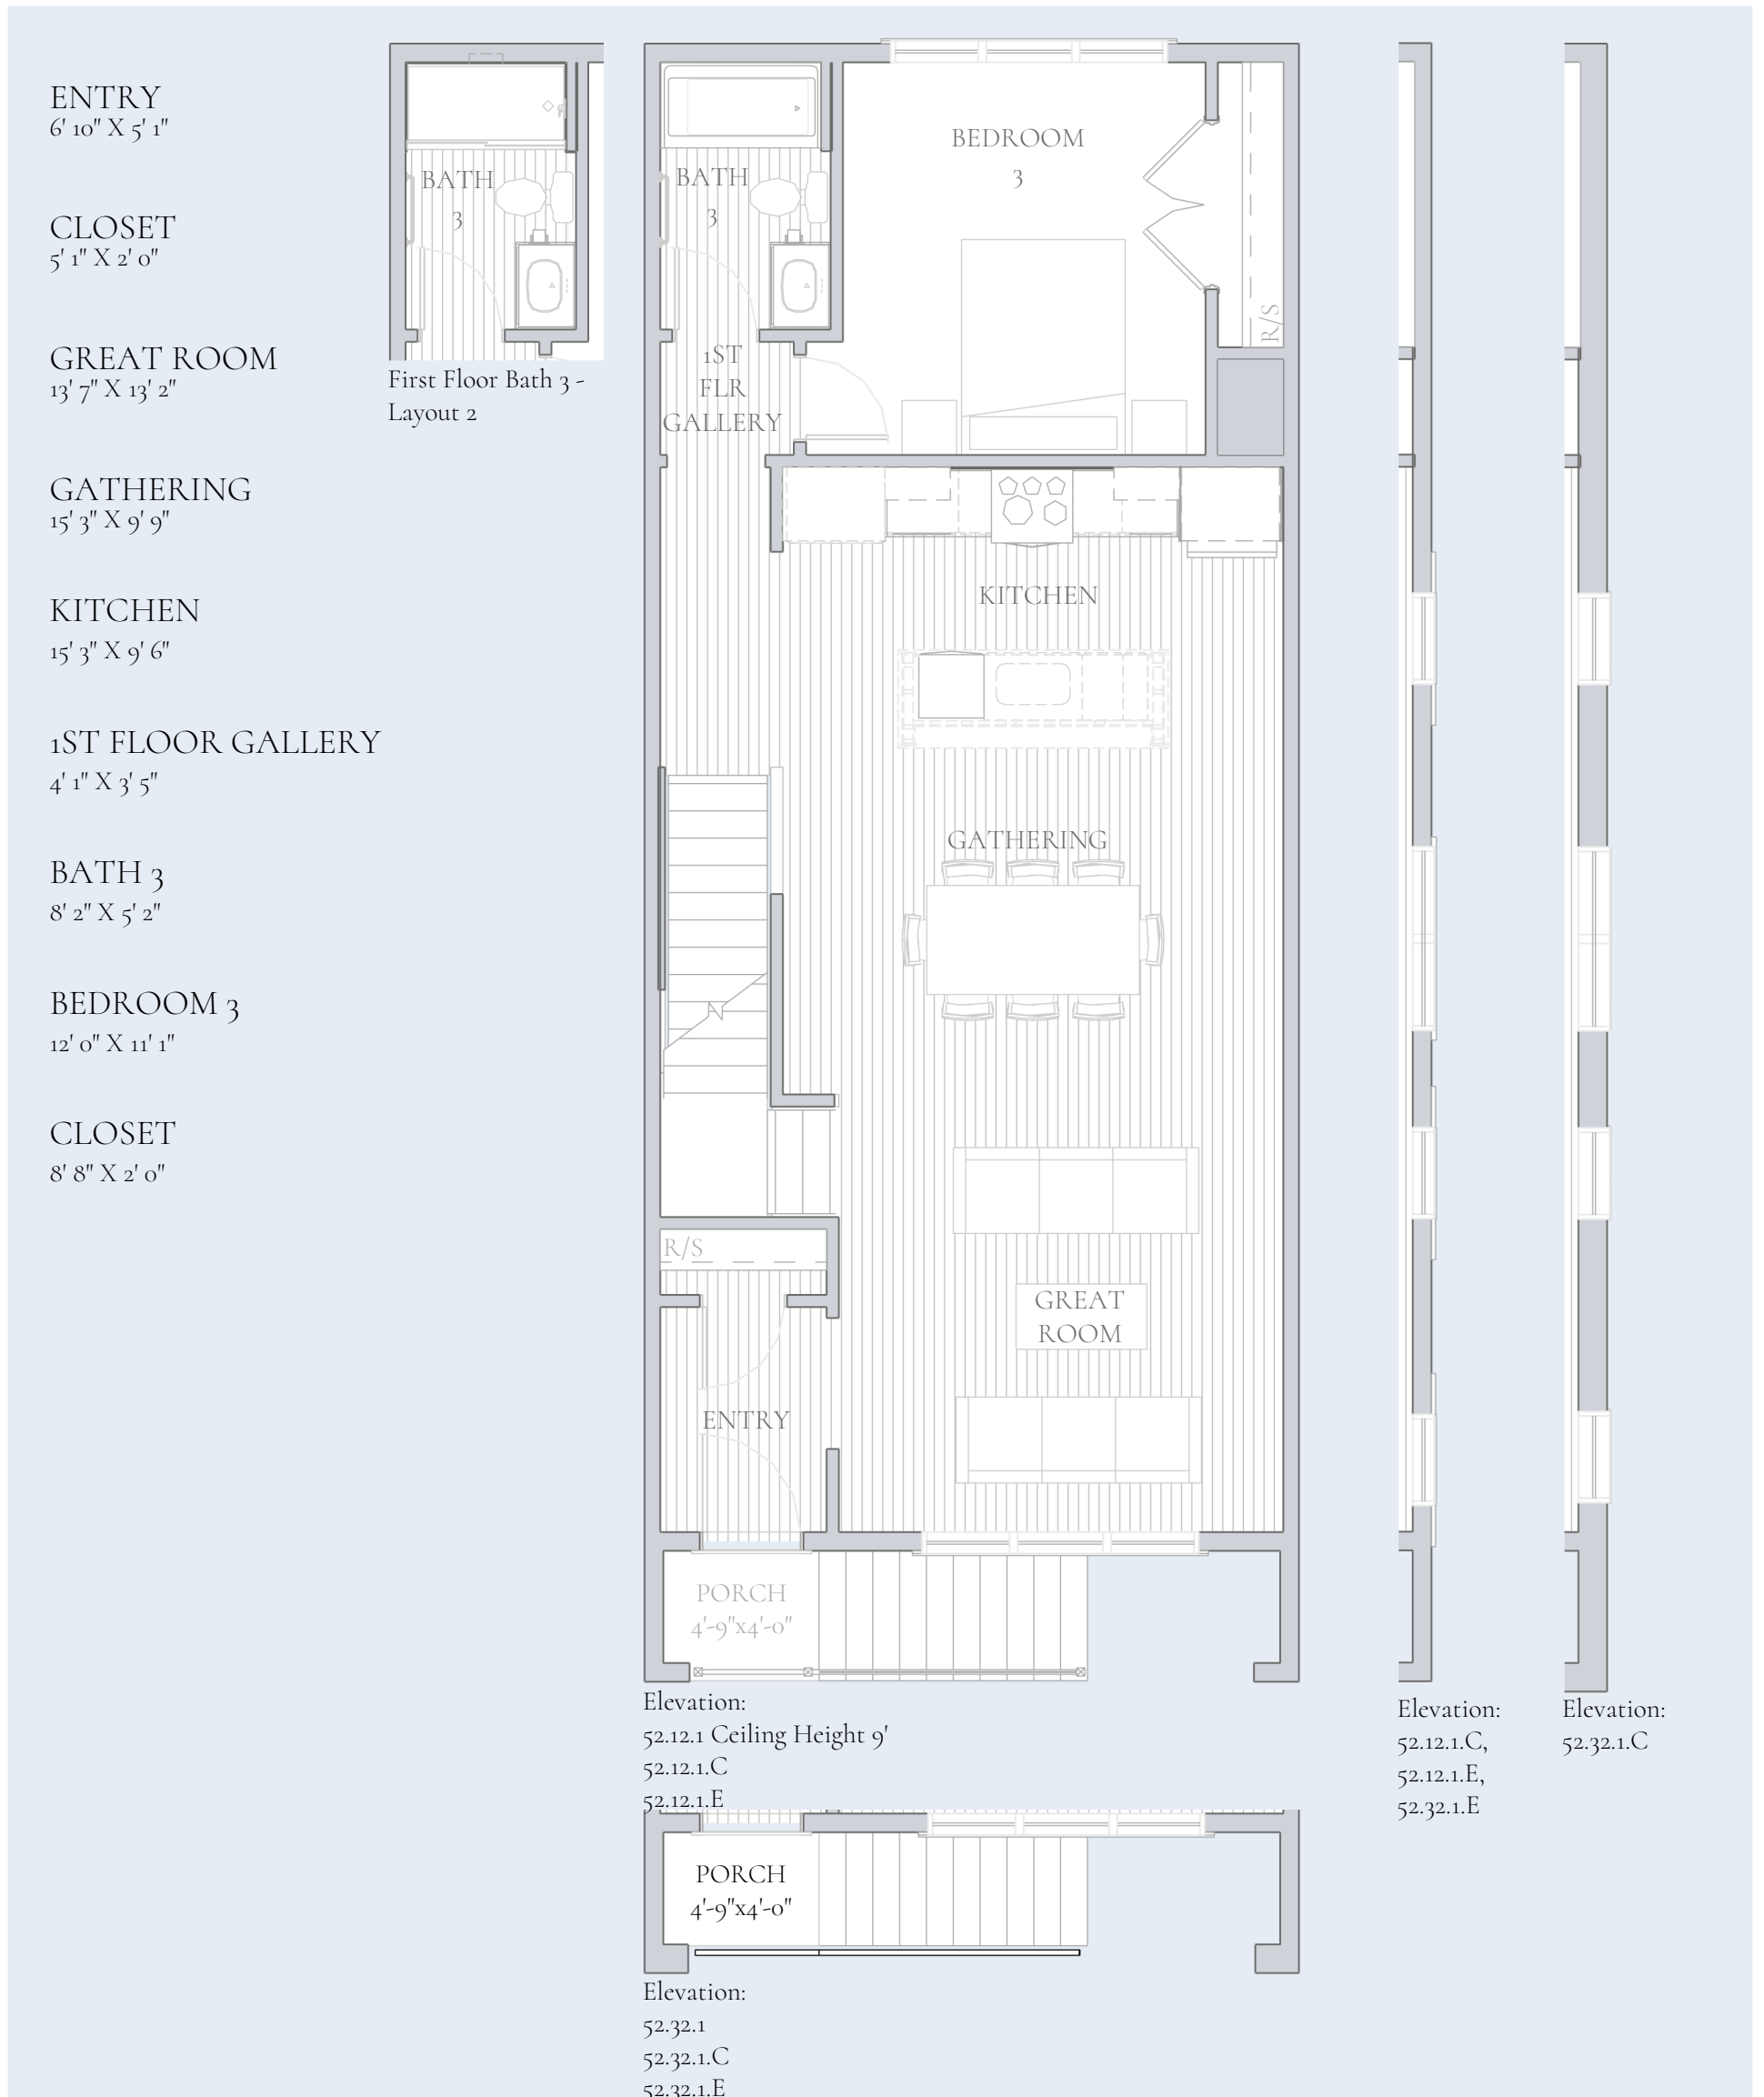 ENTRY
6' 10" X 5' 1"
CLOSET
5' 1" X 2' 0"
GREAT ROOM
13' 7" X 13' 2"
GATHERING
15' 3" X 9' 9"
KITCHEN
15' 3" X 9' 6"
1ST FLOOR GALLERY
4' 1" X 3' 5"
BATH 3
8' 2" X 5' 2"
BEDROOM 3
12' 0" X 11' 1"
CLOSET
8' 8" X 2' 0"
BATH
3
First Floor Bath 3 -
Layout 2
BATH
3
BEDROOM
3
R/S
1ST
FLR
GALLERY
KITCHEN
GATHERING
R/S
GREAT
ROOM
ENTRY
PORCH
4'-9"x4'-0"
Elevation:
52.12.1 Ceiling Height 9'
52.12.1.C
52.12.1.E
Elevation:
52.12.1.C,
52.12.1.E,
52.32.1.E
Elevation:
52.32.1.C
PORCH
4'-9"x4'-0"
Elevation:
52.32.1
52.32.1.C
52.32.1.E